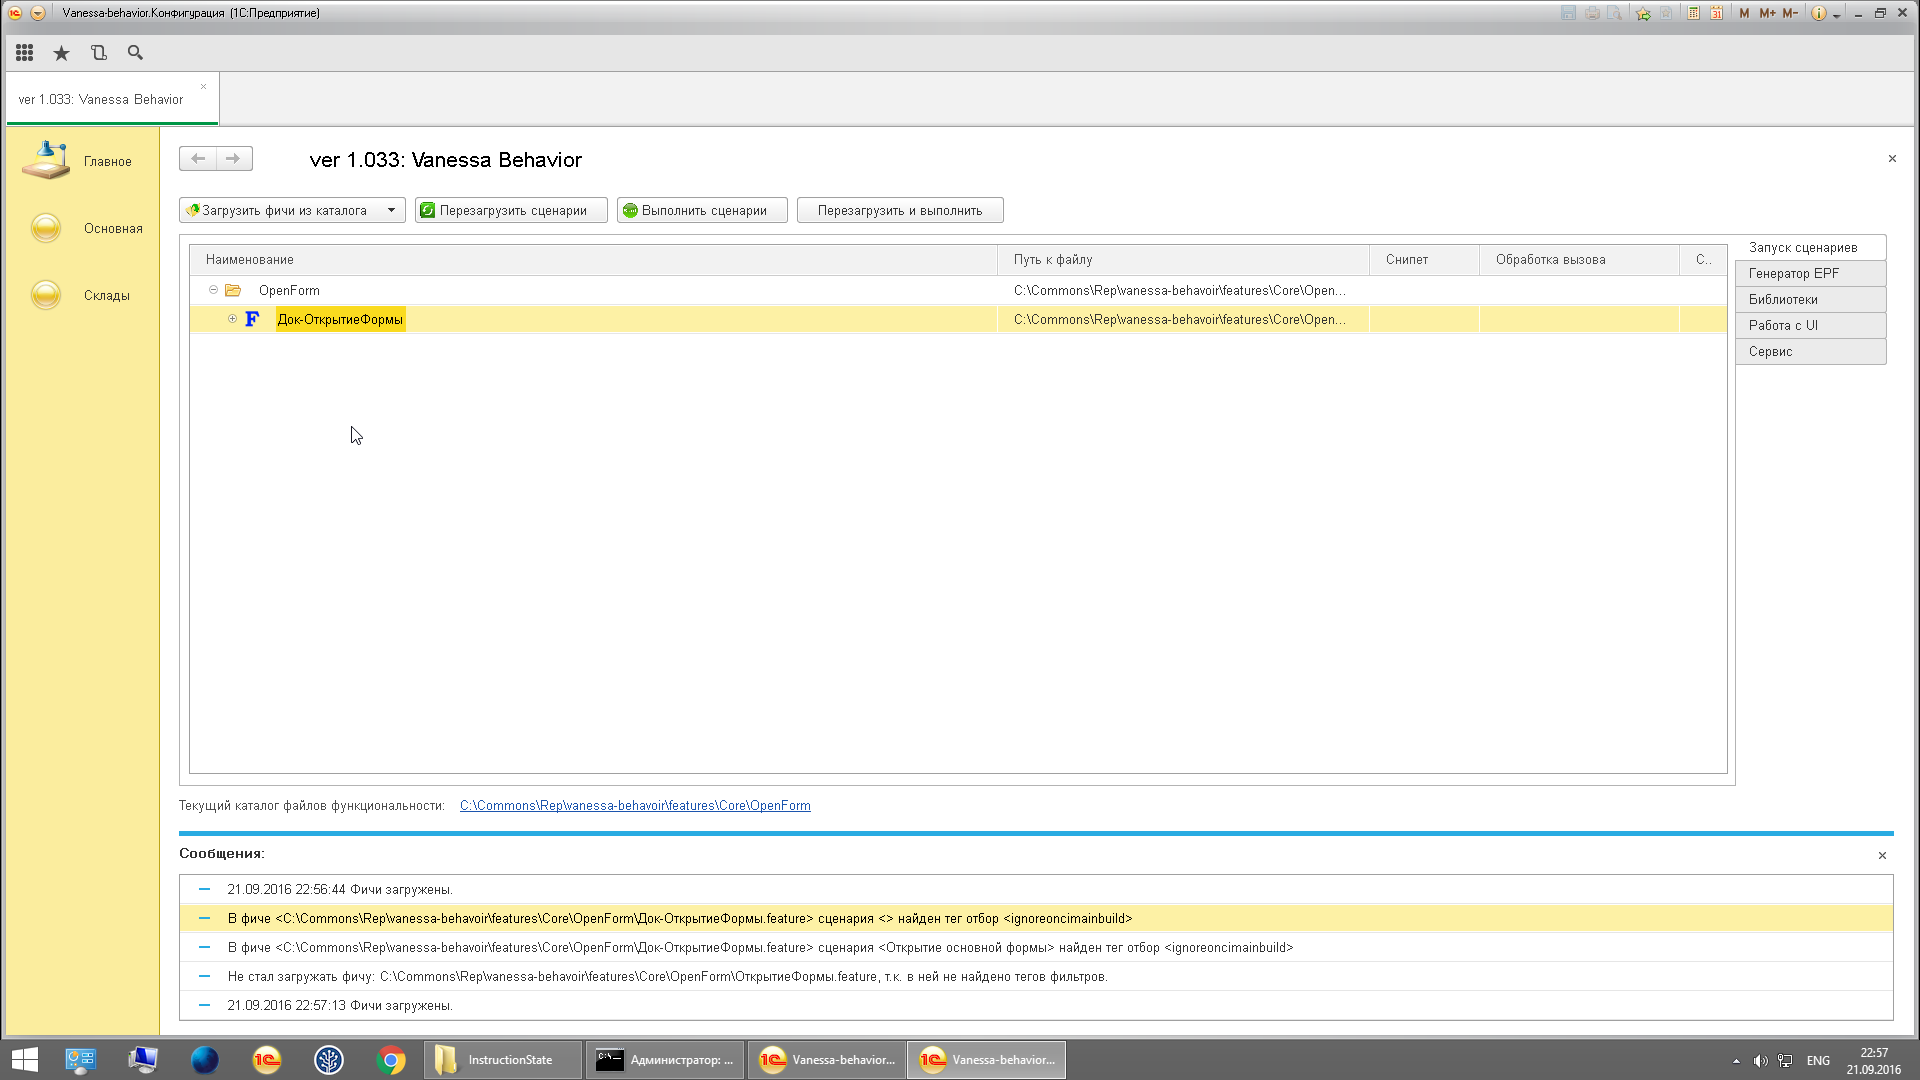 Vanessa-behavior.Конфигурация (1С:Предприятие)
M M+ M-
ver 1.033: Vanessa Behavior
Главное
Основная
Склады
ver 1.033: Vanessa Behavior
Загрузить фичи из каталога
Перезагрузить сценарии
Выполнить сценарии
Перезагрузить и выполнить
Наименование Путь к файлу Снипет Обработка вызова С..
OpenForm C:\Commons\Rep\vanessa-behavoir\features\Core\Open...
F Док-ОткрытиеФормы C:\Commons\Rep\vanessa-behavoir\features\Core\Open...
Запуск сценариев
Генератор EPF
Библиотеки
Работа с UI
Сервис
Текущий каталог файлов функциональности: C:\Commons\Rep\vanessa-behavoir\features\Core\OpenForm
Сообщения:
21.09.2016 22:56:44 Фичи загружены.
В фиче <C:\Commons\Rep\vanessa-behavoir\features\Core\OpenForm\Док-ОткрытиеФормы.feature> сценария <> найден тег отбор <ignoreoncimainbuild>
В фиче <C:\Commons\Rep\vanessa-behavoir\features\Core\OpenForm\Док-ОткрытиеФормы.feature> сценария <Открытие основной формы> найден тег отбор <ignoreoncimainbuild>
Не стал загружать фичу: C:\Commons\Rep\vanessa-behavoir\features\Core\OpenForm\ОткрытиеФормы.feature, т.к. в ней не найдено тегов фильтров.
21.09.2016 22:57:13 Фичи загружены.
InstructionState
Администратор: ...
Vanessa-behavior...
Vanessa-behavior...
ENG
22:57
21.09.2016